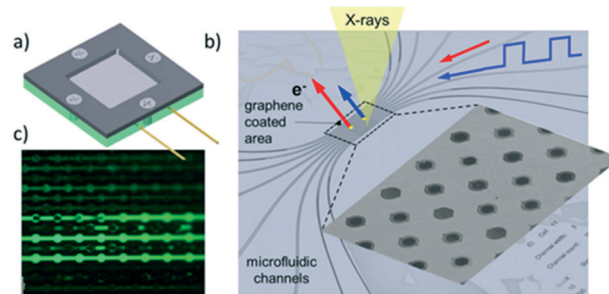 a)
b)
X-rays
e-
graphene
coated
area
c)
microfluidic
channels